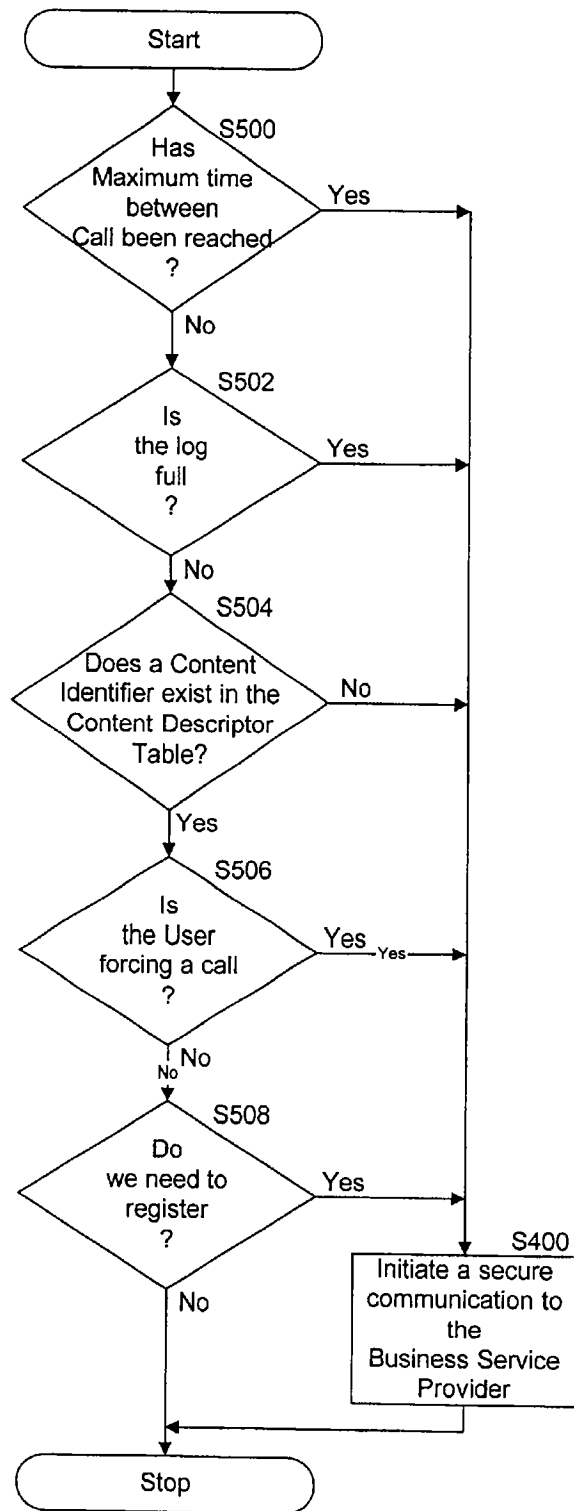 Start
S500
Has
Maximum time
between
Call been reached
?
Yes
No
S502
Is
the log
full
?
Yes
No
S504
Does a Content
Identifier exist in the
Content Descriptor
Table?
No
Yes
S506
Is
the User
forcing a call
?
Yes
Yes
No
No
S508
Do
we need to
register
?
Yes
No
S400
Initiate a secure
communication to
the
Business Service
Provider
Stop